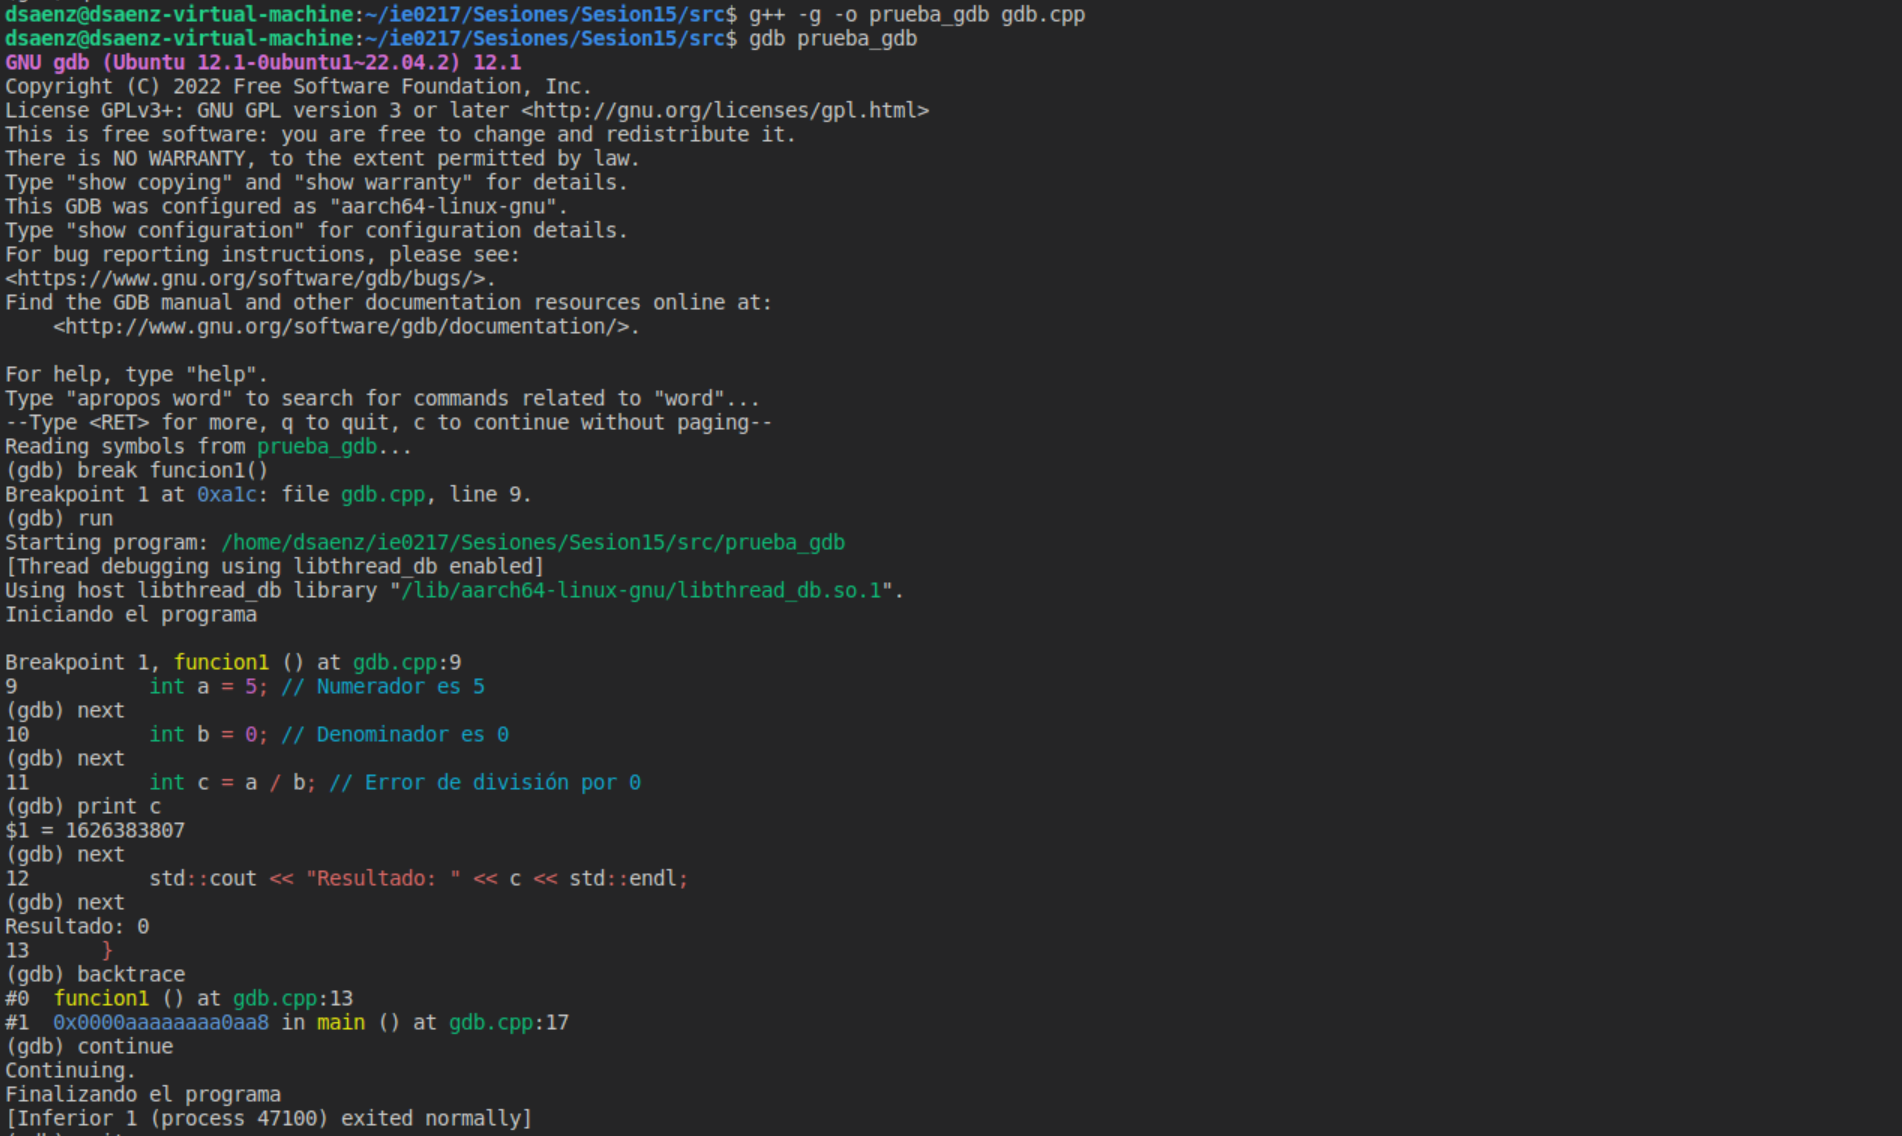 dsaenz@dsaenz-virtual-machine:~/ie0217/Sesiones/Sesion15/src$ g++ -g -o prueba_gdb gdb.cpp
dsaenz@dsaenz-virtual-machine:~/ie0217/Sesiones/Sesion15/src$ gdb prueba_gdb
GNU gdb (Ubuntu 12.1-0ubuntu1~22.04.2) 12.1
Copyright (C) 2022 Free Software Foundation, Inc.
License GPLv3+: GNU GPL version 3 or later <http://gnu.org/licenses/gpl.html>
This is free software: you are free to change and redistribute it.
There is NO WARRANTY, to the extent permitted by law.
Type "show copying" and "show warranty" for details.
This GDB was configured as "aarch64-linux-gnu".
Type "show configuration" for configuration details.
For bug reporting instructions, please see:
<https://www.gnu.org/software/gdb/bugs/>.
Find the GDB manual and other documentation resources online at:
    <http://www.gnu.org/software/gdb/documentation/>.

For help, type "help".
Type "apropos word" to search for commands related to "word"...
--Type <RET> for more, q to quit, c to continue without paging--
Reading symbols from prueba_gdb...
(gdb) break funcion1()
Breakpoint 1 at 0xa1c: file gdb.cpp, line 9.
(gdb) run
Starting program: /home/dsaenz/ie0217/Sesiones/Sesion15/src/prueba_gdb
[Thread debugging using libthread_db enabled]
Using host libthread_db library "/lib/aarch64-linux-gnu/libthread_db.so.1".
Iniciando el programa

Breakpoint 1, funcion1 () at gdb.cpp:9
9           int a = 5; // Numerador es 5
(gdb) next
10          int b = 0; // Denominador es 0
(gdb) next
11          int c = a / b; // Error de división por 0
(gdb) print c
$1 = 1626383807
(gdb) next
12          std::cout << "Resultado: " << c << std::endl;
(gdb) next
Resultado: 0
13      }
(gdb) backtrace
#0  funcion1 () at gdb.cpp:13
#1  0x0000aaaaaaaa0aa8 in main () at gdb.cpp:17
(gdb) continue
Continuing.
Finalizando el programa
[Inferior 1 (process 47100) exited normally]